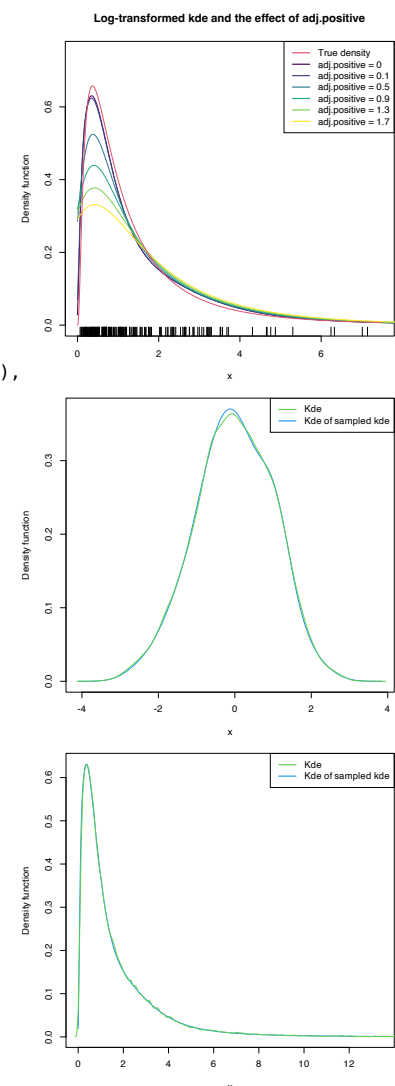 Log-transformed kde and the effect of adj.positive
True density
adj.positive = 0
adj.positive = 0.1
adj.positive = 0.5
adj.positive = 0.9
adj.positive = 1.3
adj.positive = 1.7
Density function
0.0 0.2 0.4 0.6
0 2 4 6
x
),
Kde
Kde of sampled kde
Density function
0.0 0.1 0.2 0.3
-4 -2 0 2 4
x
Kde
Kde of sampled kde
Density function
0.0 0.1 0.2 0.3 0.4 0.5 0.6
0 2 4 6 8 10 12